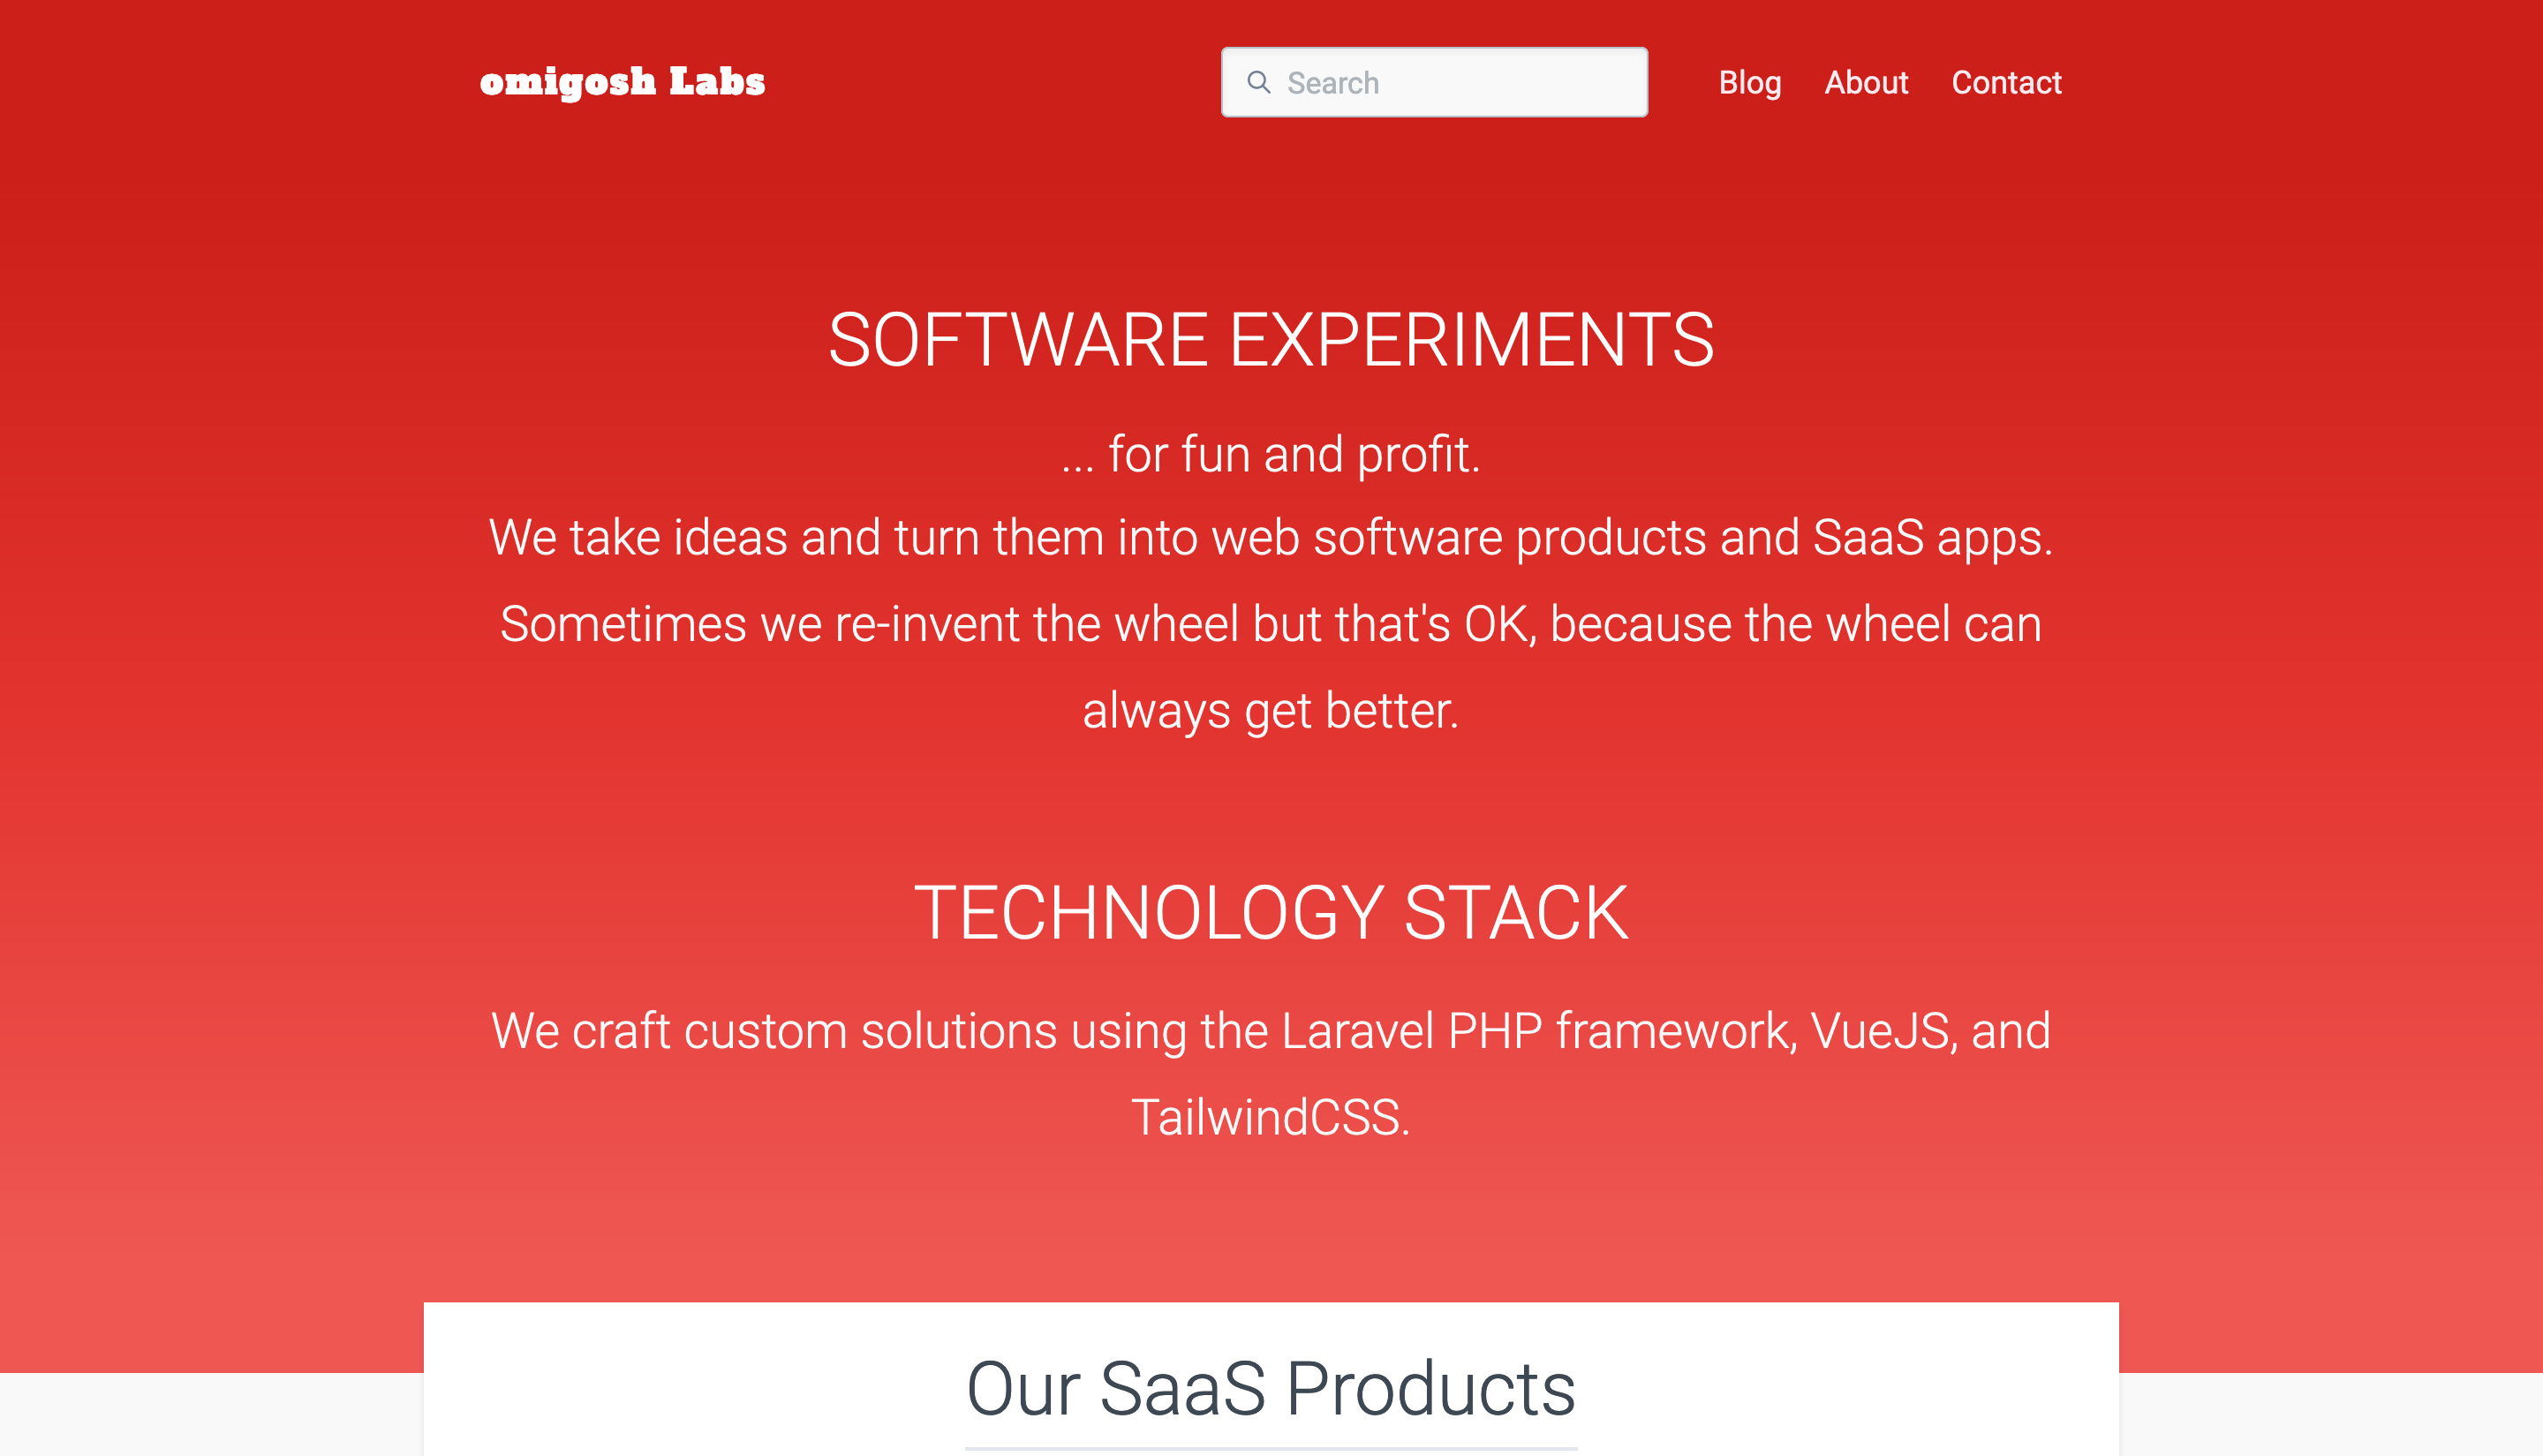 omigosh Labs
Search
Blog
About
Contact
SOFTWARE EXPERIMENTS
... for fun and profit.
We take ideas and turn them into web software products and SaaS apps.
Sometimes we re-invent the wheel but that's OK, because the wheel can
always get better.
TECHNOLOGY STACK
We craft custom solutions using the Laravel PHP framework, VueJS, and
TailwindCSS.
Our SaaS Products